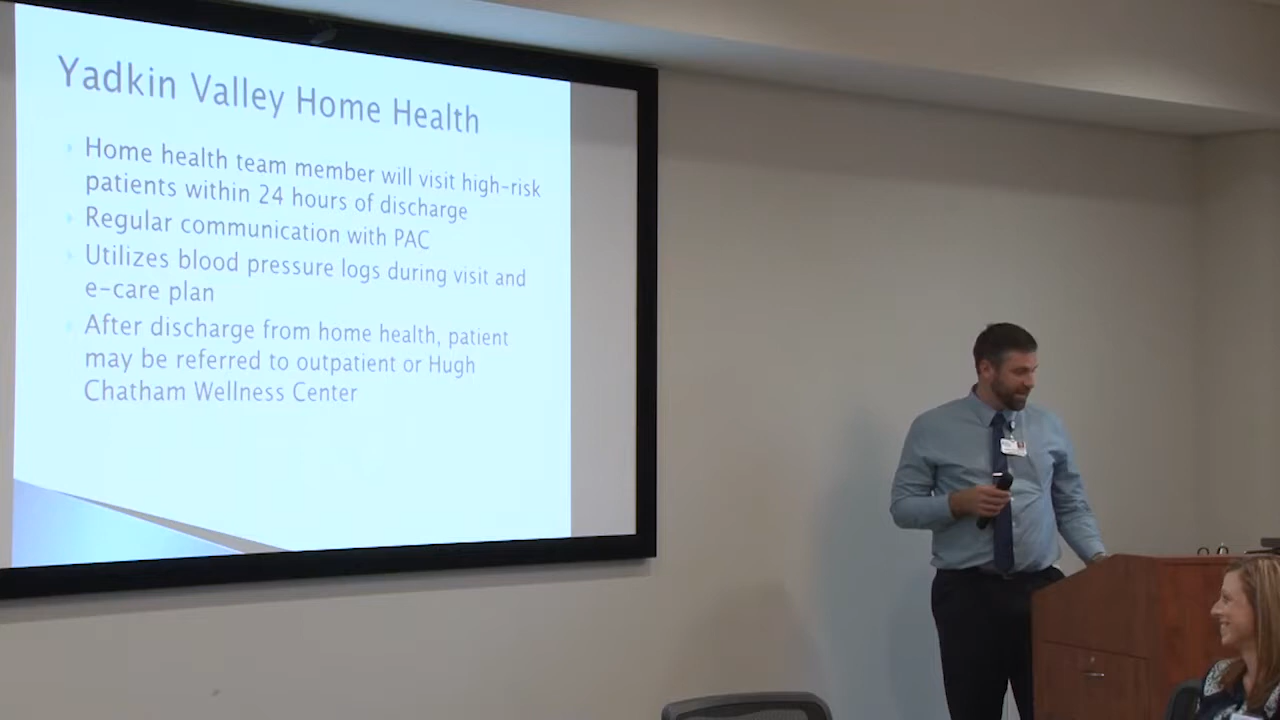 Yadkin Valley Home Health
Home health team member will visit high-risk
patients within 24 hours of discharge
Regular communication with PAC
Utilizes blood pressure logs during visit and
e-care plan
After discharge from home health, patient
may be referred to outpatient or Hugh
Chatham Wellness Center